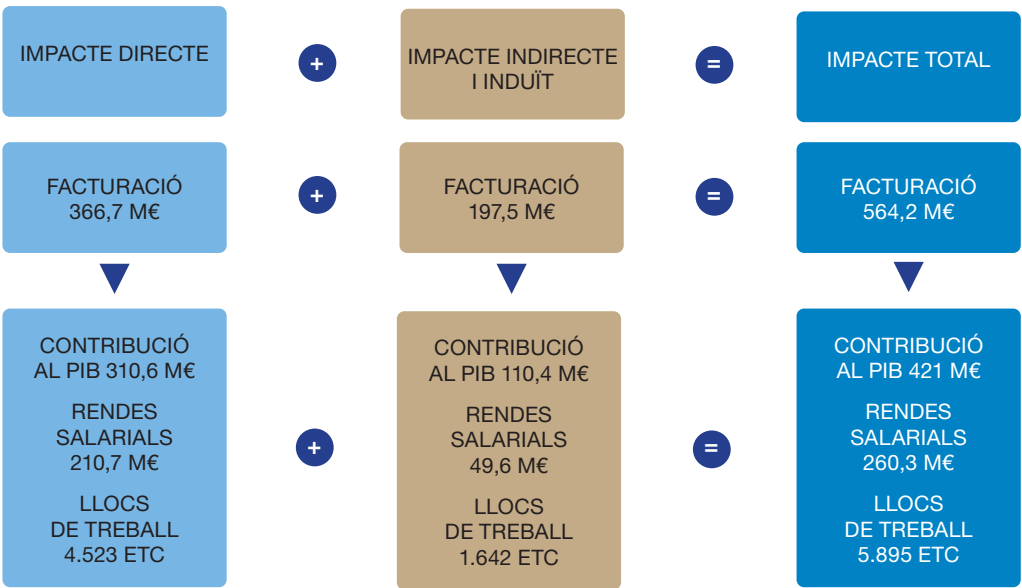 IMPACTE DIRECTE
+
IMPACTE INDIRECTE
I INDUÏT
=
IMPACTE TOTAL
FACTURACIÓ
366,7 M€
+
FACTURACIÓ
197,5 M€
=
FACTURACIÓ
564,2 M€
CONTRIBUCIÓ
AL PIB 310,6 M€
RENDES
SALARIALS
210,7 M€
LLOCS
DE TREBALL
4.523 ETC
+
CONTRIBUCIÓ
AL PIB 110,4 M€
RENDES
SALARIALS
49,6 M€
LLOCS
DE TREBALL
1.642 ETC
=
CONTRIBUCIÓ
AL PIB 421 M€
RENDES
SALARIALS
260,3 M€
LLOCS
DE TREBALL
5.895 ETC